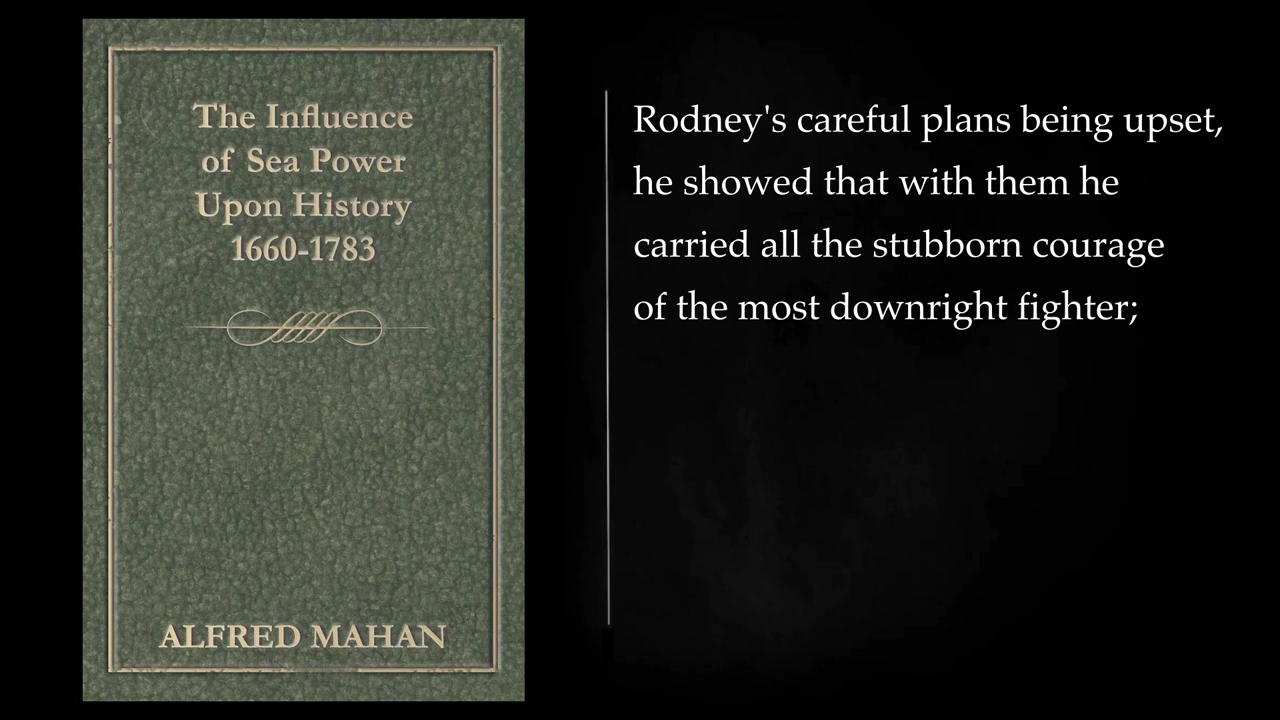 The Influence
of Sea Power
Upon History
1660-1783
ALFRED MAHAN
Rodney's careful plans being upset,
he showed that with them he
carried all the stubborn courage
of the most downright fighter;